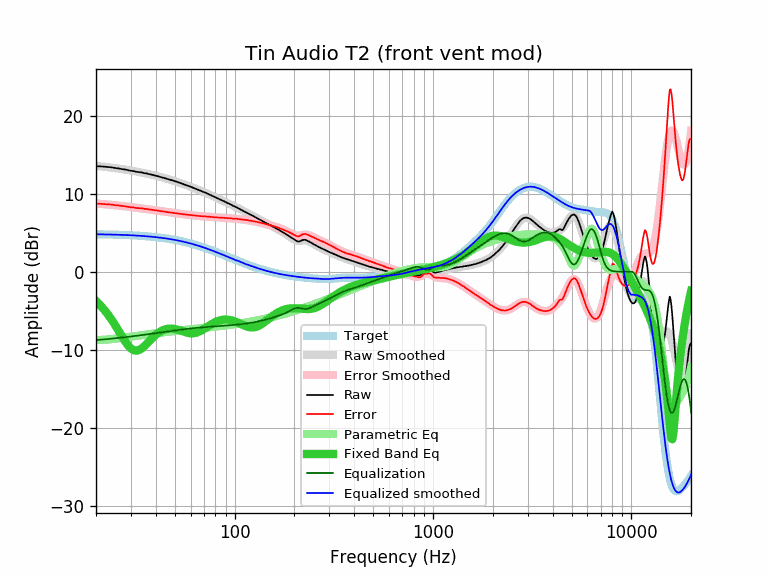 Tin Audio T2 (front vent mod)
20
10
0
−10
−20
−30
Amplitude (dBr)
Target
Raw Smoothed
Error Smoothed
Raw
Error
Parametric Eq
Fixed Band Eq
Equalization
Equalized smoothed
100
1000
10000
Frequency (Hz)